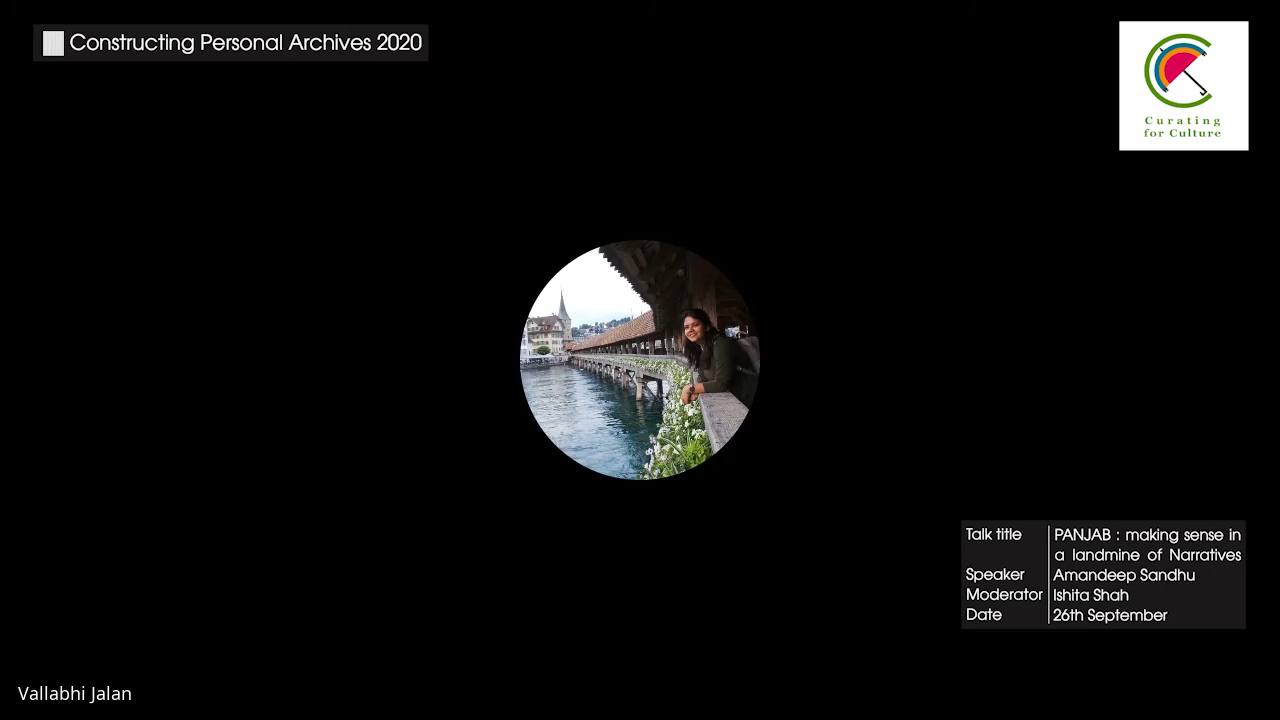 Constructing Personal Archives 2020
Curating
for Culture
Talk title PANJAB : making sense in
a landmine of Narratives
Speaker Amandeep Sandhu
Moderator Ishita Shah
Date 26th September
Vallabhi Jalan